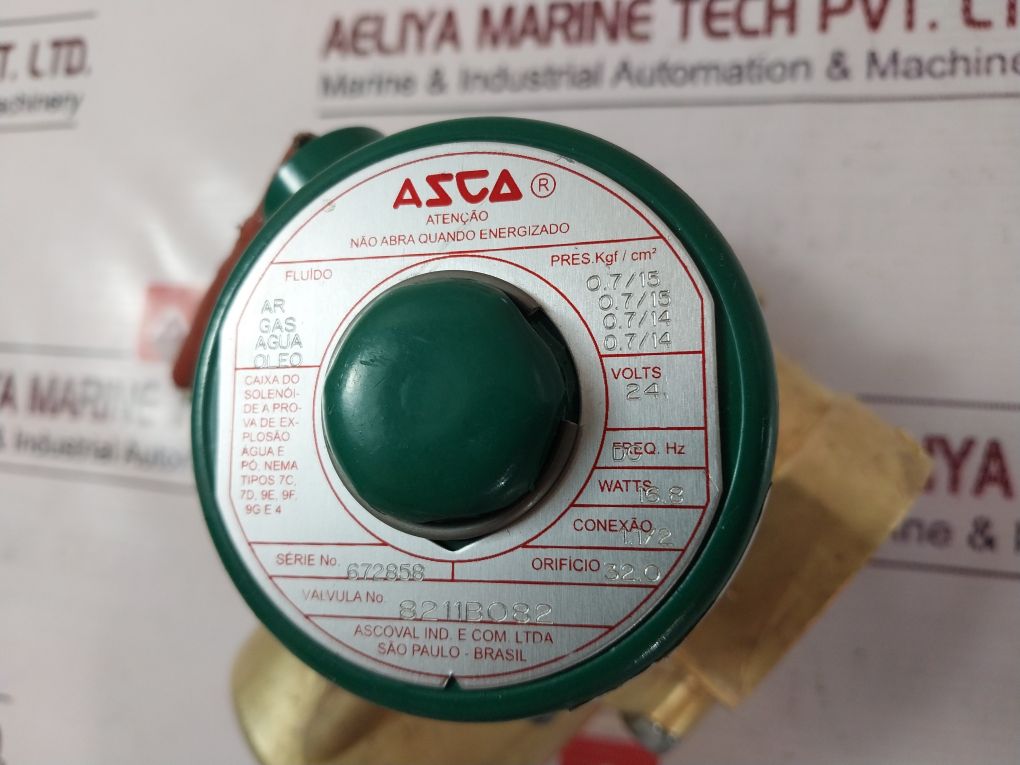 T. LTD.
achinery
AELIYA MARINE TECH PVT. LT
Marine & Industrial Automation & Machine
ASCA ®
ATENÇÃO
NÃO ABRA QUANDO ENERGIZADO
FLUÍDO
PRES.Kgf / cm²
AR
GAS
AGUA
OLEO
0.7/15
0.7/15
0.7/14
0.7/14
CAIXA DO
SOLENÓI-
DE A PRO-
VA DE EX-
PLOSÃO
AGUA E
PÓ: NEMA
TIPOS 7C,
7D, 9E, 9F,
9G E 4
VOLTS
24.
FREQ. Hz
DC
WATTS
16.8
CONEXÃO
1.1/2
SÉRIE No. 672858
ORIFÍCIO 32.0
VALVULA No. 8211B082
ASCOVAL IND. E COM. LTDA
SÃO PAULO - BRASIL
YA MARIN
& Industrial Autom
AELIYA
Marine &